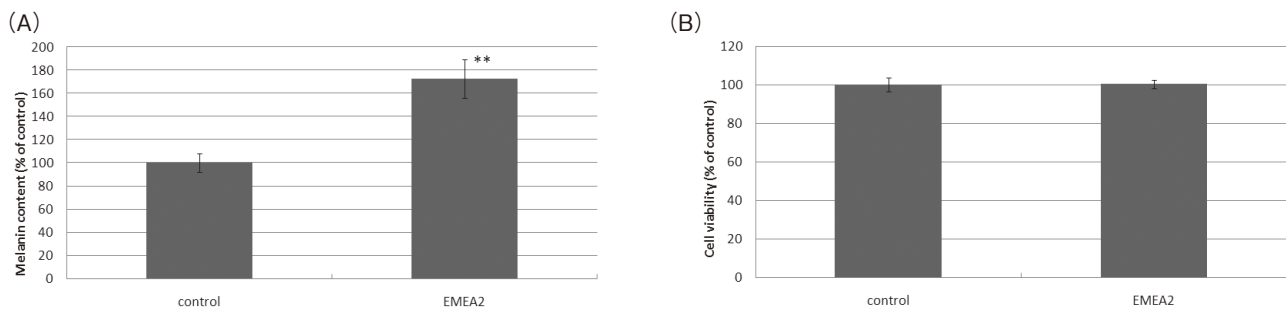 (A)
Melanin content (% of control)
200
180
160
140
120
100
80
60
40
20
0
**
control
EMEA2
(B)
Cell viability (% of control)
120
100
80
60
40
20
0
control
EMEA2